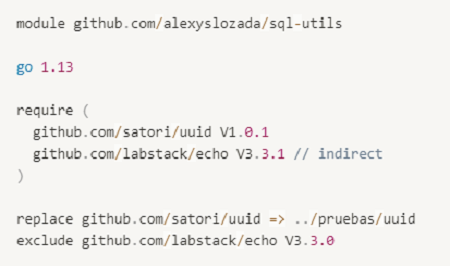 module github.com/alexyslozada/sql-utils
go 1.13
require (
github.com/satori/uuid V1.0.1
github.com/labstack/echo V3.3.1 // indirect
)
replace github.com/satori/uuid => ../pruebas/uuid
exclude github.com/labstack/echo V3.3.0